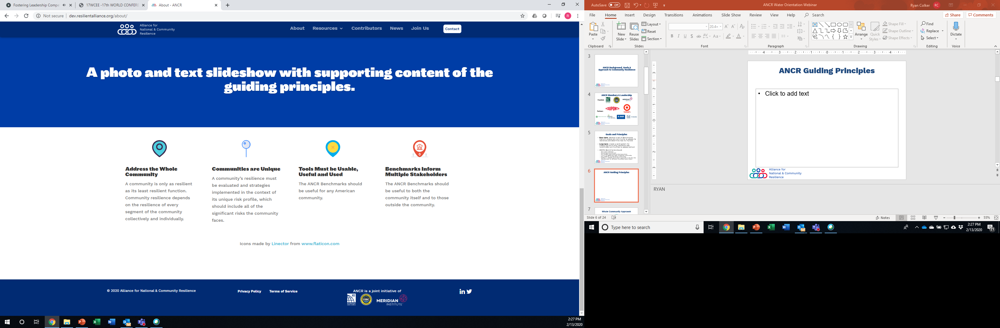 Fostering Leadership Compe
17WCEE -17th WORLD CONFERE
About - ANCR
Not secure
dev.resilientalliance.org/about/
R
Alliance for
National & Community
Resilience
About
Resources
Contributors
News
Join Us
Contact
A photo and text slideshow with supporting content of the
guiding principles.
Address the Whole
Community
A community is only as resilient
as its least resilient function.
Community resilience depends
on the resilience of every
segment of the community
collectively and individually.
Communities are Unique
A community's resilience must
be evaluated and strategies
implemented in the context of
its unique risk profile, which
should include all of the
significant risks the community
faces.
Tools Must be Usable,
Useful and Used
The ANCR Benchmarks should
be useful for any American
community.
Benchmarks Inform
Multiple Stakeholders
The ANCR Benchmarks should
be useful to both the
community itself and to those
outside the community.
Icons made by Linector from www.flaticon.com
© 2020 Alliance for National & Community Resilience
Privacy Policy
Terms of Service
ANCR is a joint initiative of
ICC
USRC
MERIDIAN
INSTITUTE
in
2:27 PM
2/13/2020
AutoSave
Off
ANCR Water Orientation Webinar
Ryan Colker
RC
File
Home
Insert
Design
Transitions
Animations
Slide Show
Review
View
Help
Search
Share
Comments
Paste
Clipboard
New
Slide
Reuse
Slides
Layout
Reset
Section
Slides
20.4+
B I U S ab AV Aa A
Font
Paragraph
Arrange
Quick
Styles
Shape Fill
Shape Outline
Shape Effects
Drawing
Find
Replace
Select
Editing
Dictate
Voice
3
ANCR Background, Goals &
Approach to Community Resilience
4
ANCR Members & Leadership
Founders
MERIDIAN
DUPONT
TARGET
Partners
BASF
5
Goals and Principles
6
ANCR Guiding Principles
7
Whole Community Approach
ANCR Guiding Principles
• Click to add text
Alliance for
National & Community
Resilience
RYAN
Slide 6 of 24
Notes
55%
Type here to search
2:27 PM
2/13/2020
21